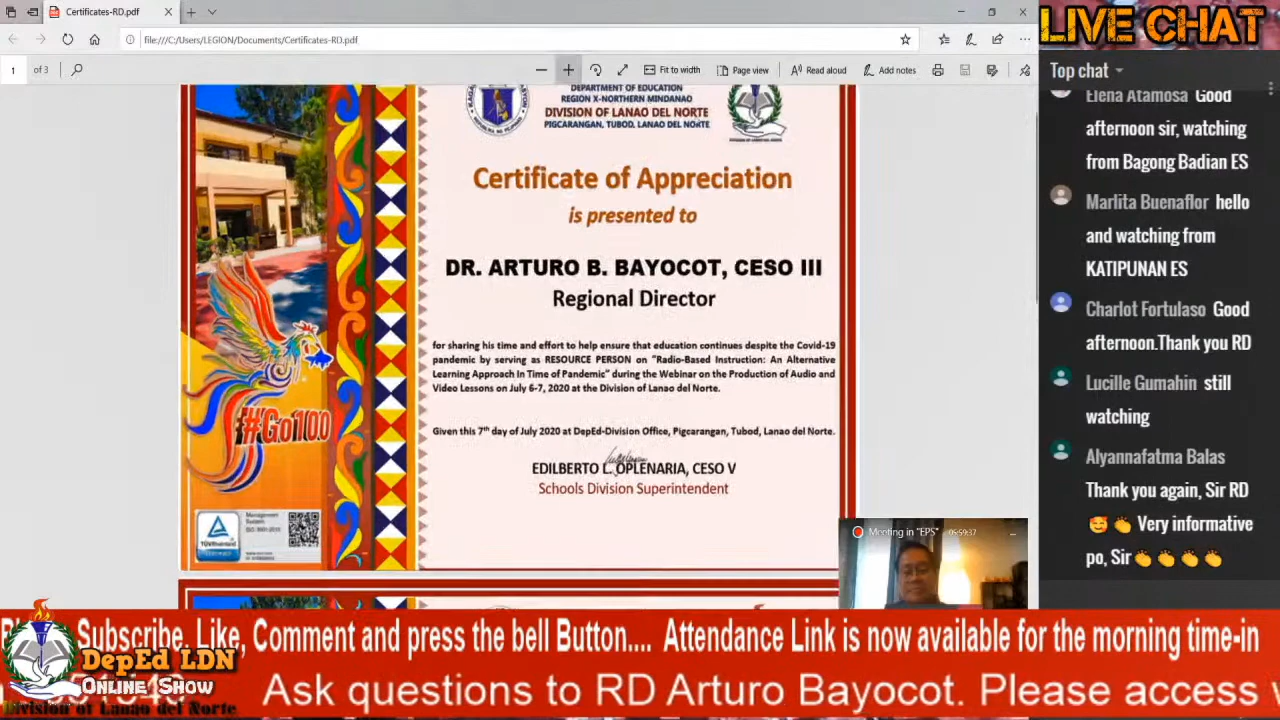 Certificates-RD.pdf
file:///C:/Users/LEGION/Documents/Certificates-RD.pdf
1 of 3
Fit to width
Page view
Read aloud
Add notes
DEPARTMENT OF EDUCATION
REGION X-NORTHERN MINDANAO
DIVISION OF LANAO DEL NORTE
PIGCARANGAN, TUBOD, LANAO DEL NORTE
Certificate of Appreciation
is presented to
DR. ARTURO B. BAYOCOT, CESO III
Regional Director
for sharing his time and effort to help ensure that education continues despite the Covid-19
pandemic by serving as RESOURCE PERSON on "Radio-Based Instruction: An Alternative
Learning Approach In Time of Pandemic" during the Webinar on the Production of Audio and
Video Lessons on July 6-7, 2020 at the Division of Lanao del Norte.
Given this 7th day of July 2020 at DepEd-Division Office, Pigcarangan, Tubod, Lanao del Norte.
EDILBERTO L. OPLENARIA, CESO V
Schools Division Superintendent
#Go100
Management
System
Meeting in "EPS"
05:59:37
LIVE CHAT
Top chat
Elena Atamosa Good
afternoon sir, watching
from Bagong Badian ES
Marlita Buenaflor hello
and watching from
KATIPUNAN ES
Charlot Fortulaso Good
afternoon.Thank you RD
Lucille Gumahin still
watching
Alyannafatma Balas
Thank you again, Sir RD
🥰 👏 Very informative
po, Sir👏 👏 👏 👏
Subscribe, Like, Comment and press the bell Button.... Attendance Link is now available for the morning time-in
DepEd LDN
Online Show
Division of Lanao del Norte
Ask questions to RD Arturo Bayocot. Please access